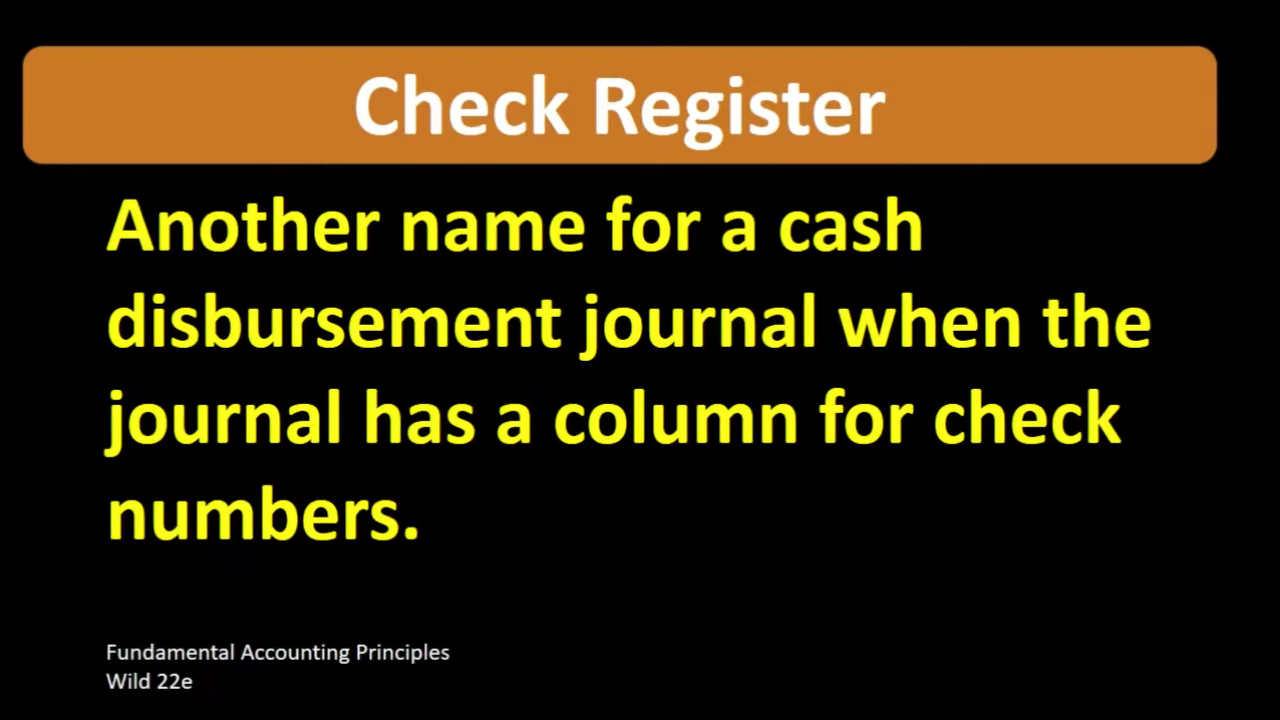 Check Register
Another name for a cash
disbursement journal when the
journal has a column for check
numbers.
Fundamental Accounting Principles
Wild 22e